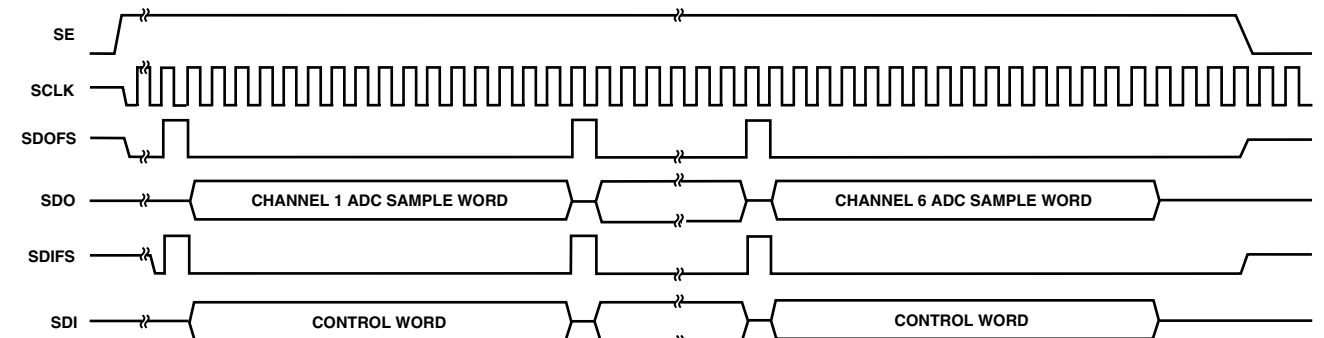 SE
SCLK
SDOFS
SDO
CHANNEL 1 ADC SAMPLE WORD
CHANNEL 6 ADC SAMPLE WORD
SDIFS
SDI
CONTROL WORD
CONTROL WORD